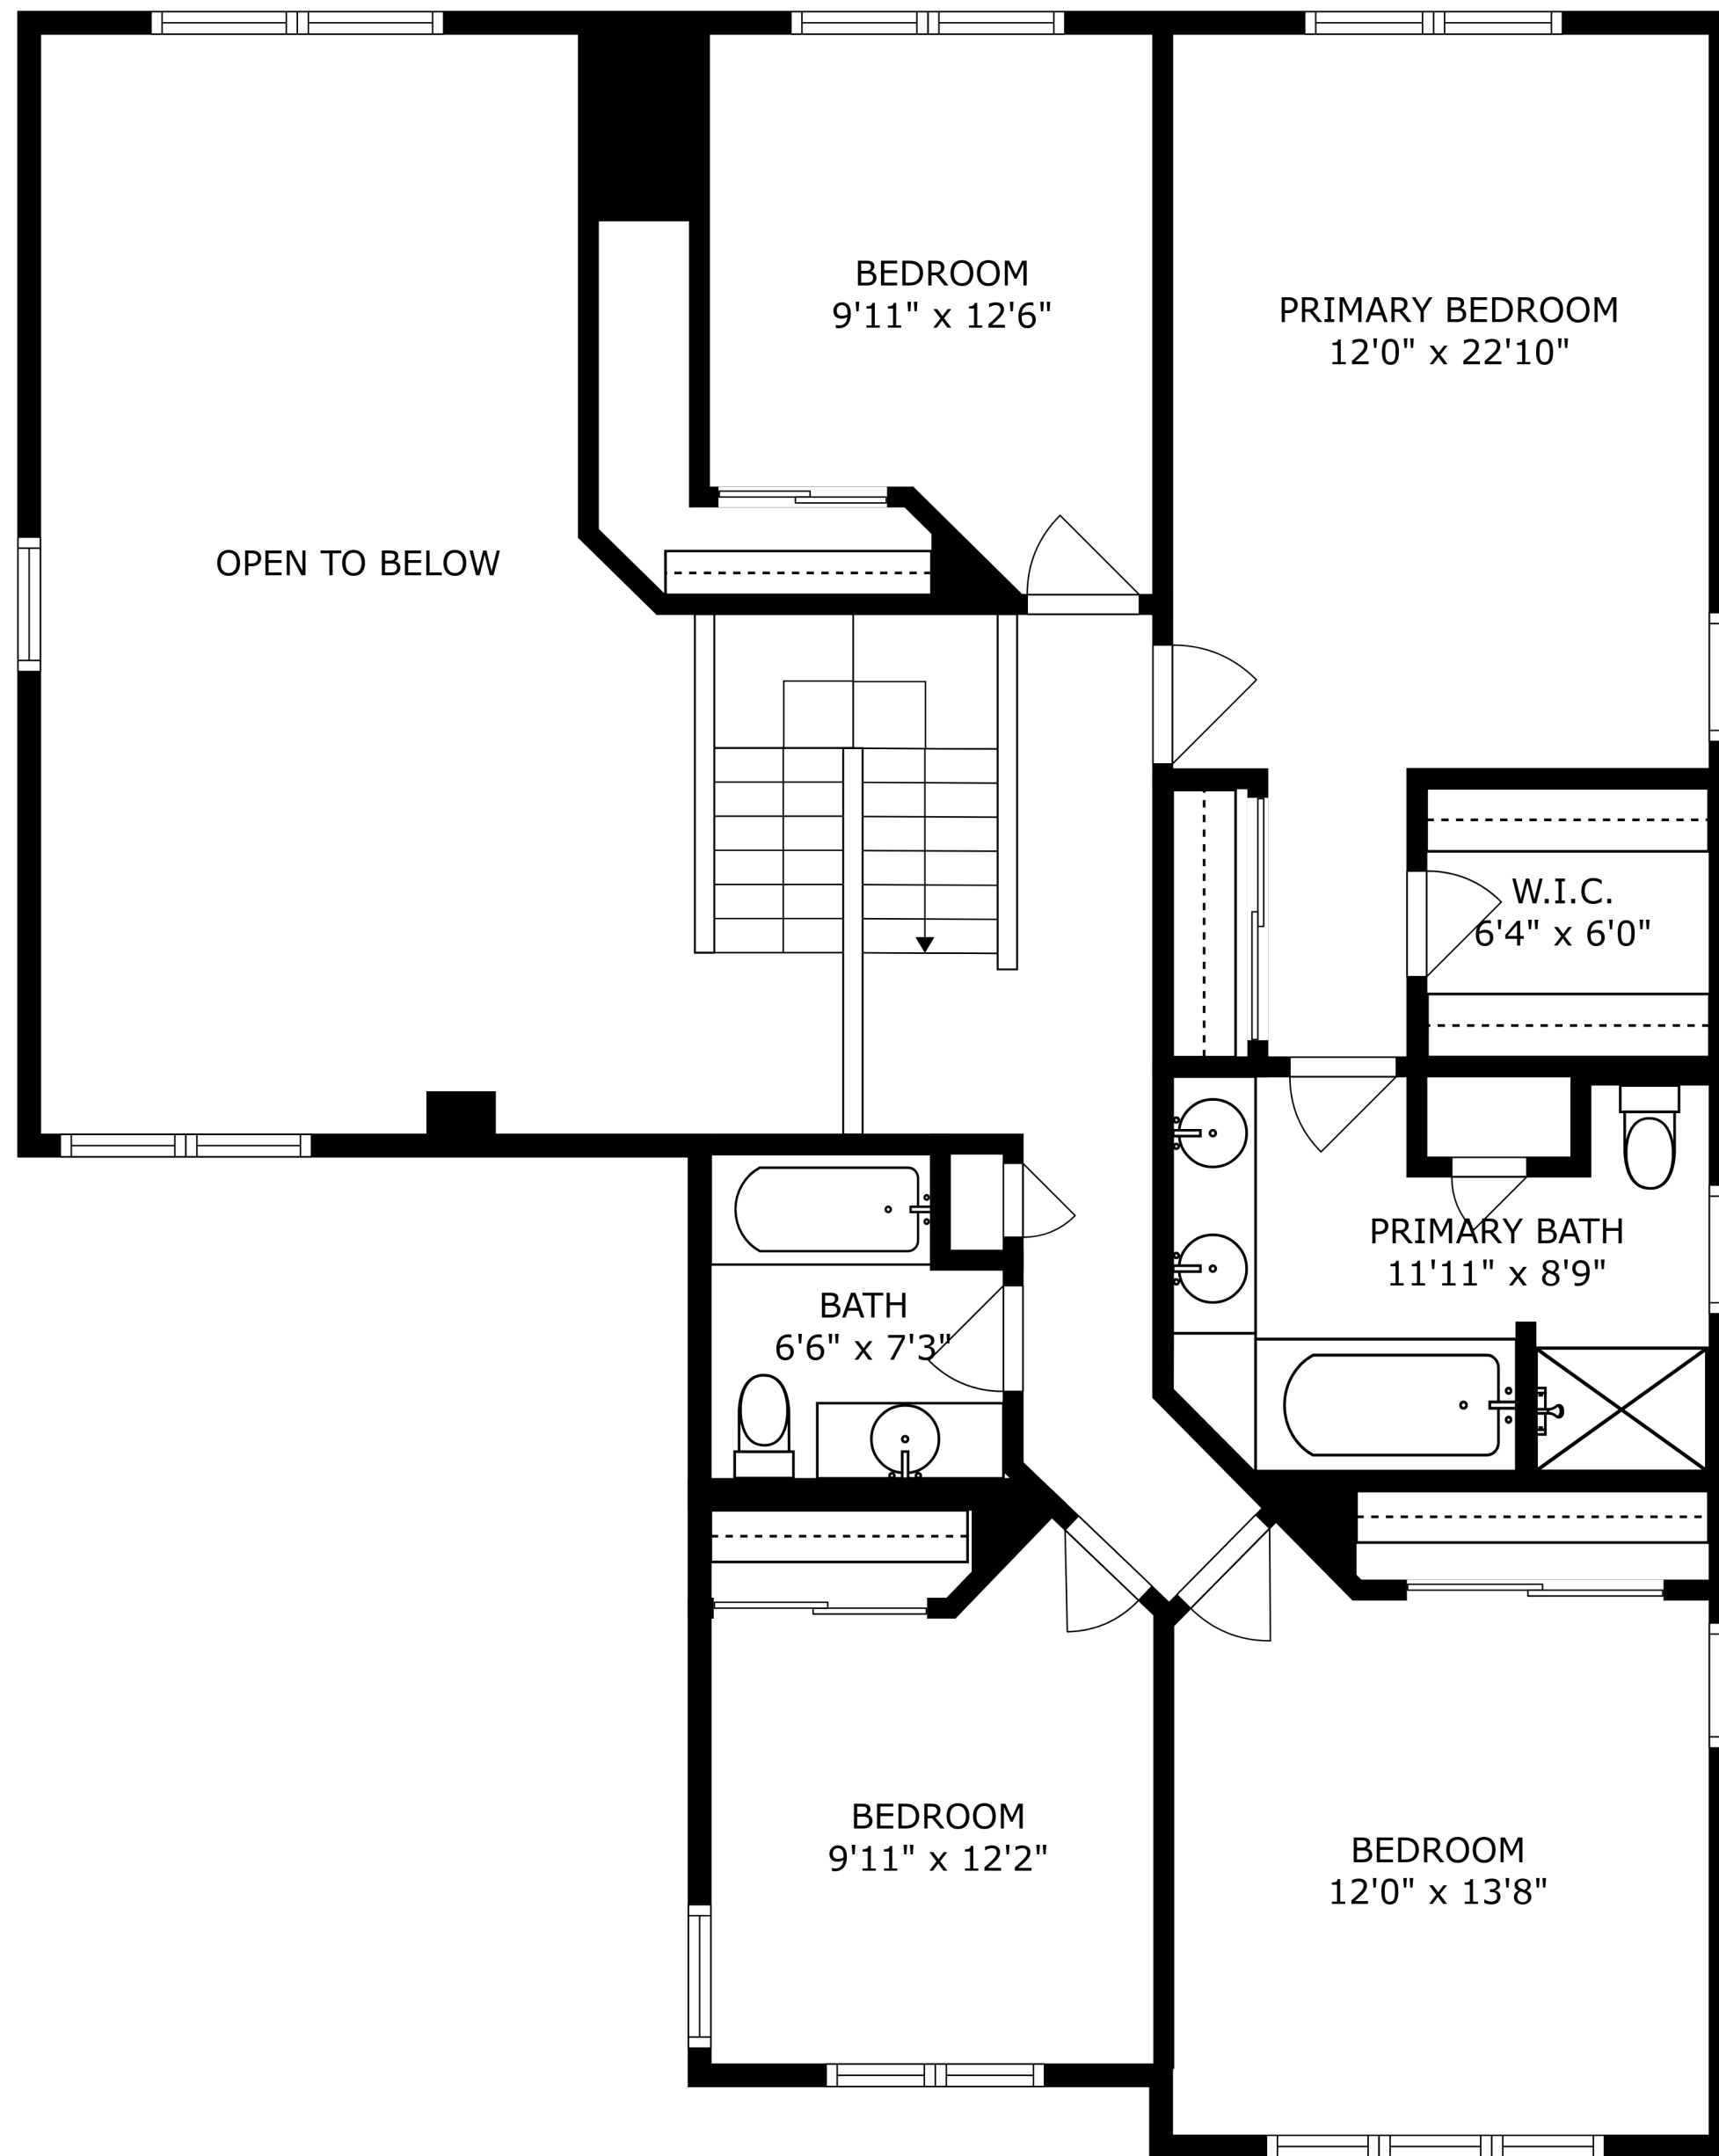 BEDROOM
9'11" x 12'6"
PRIMARY BEDROOM
12'0" x 22'10"
OPEN TO BELOW
W.I.C.
6'4" x 6'0"
PRIMARY BATH
11'11" x 8'9"
BATH
6'6" x 7'3"
BEDROOM
9'11" x 12'2"
BEDROOM
12'0" x 13'8"